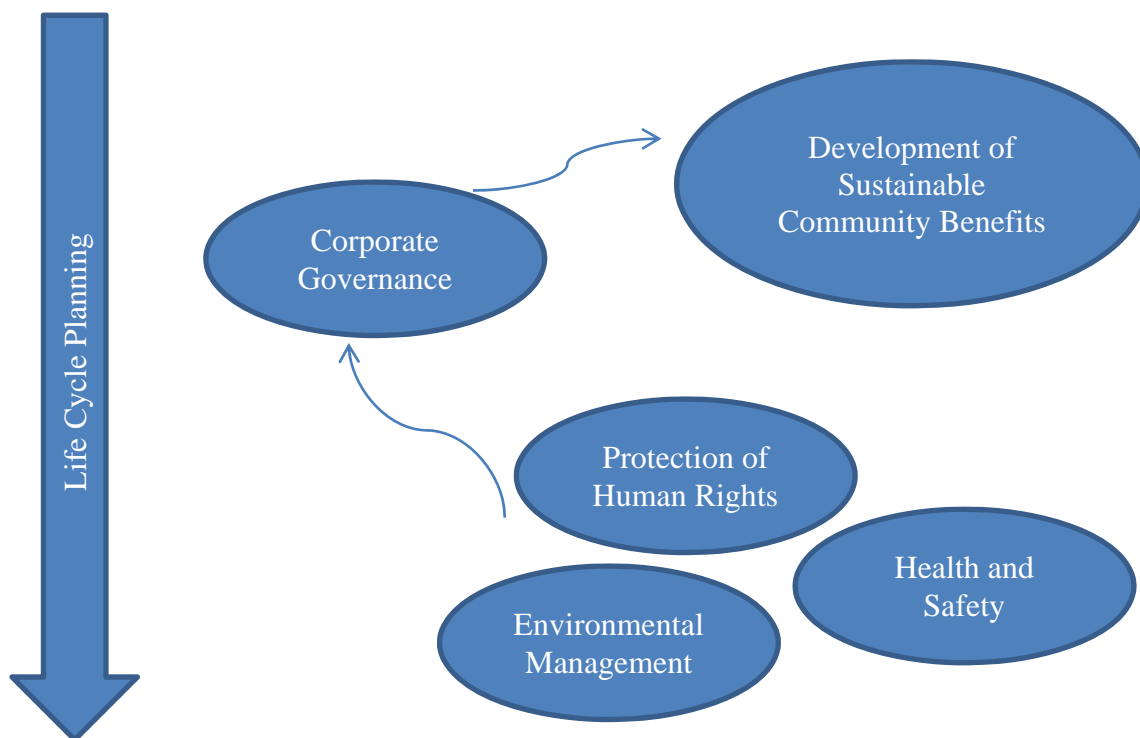 Life Cycle Planning
Development of
Sustainable
Community Benefits
Corporate
Governance
Protection of
Human Rights
Health and
Safety
Environmental
Management